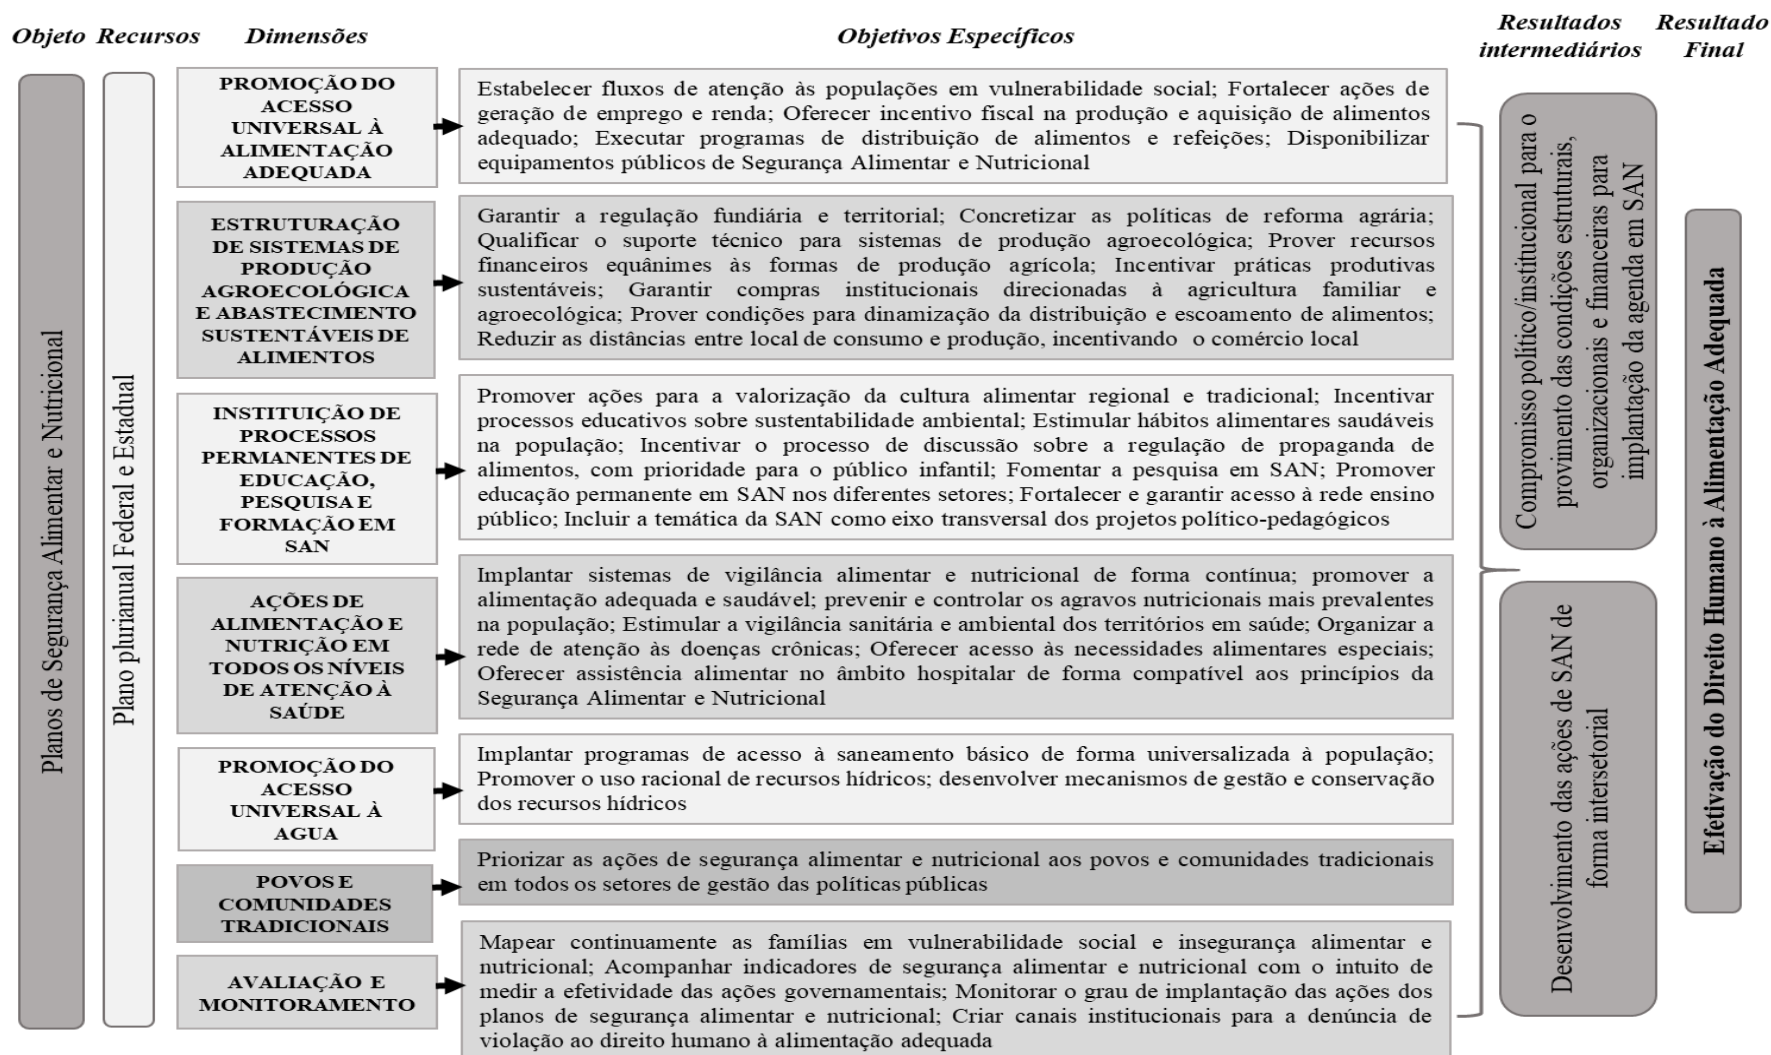 Objeto Recursos Dimensões Objetivos Específicos Resultados intermediários Resultado Final
Planos de Segurança Alimentar e Nutricional
Plano plurianual Federal e Estadual
PROMOÇÃO DO
ACESSO
UNIVERSAL À
ALIMENTAÇÃO
ADEQUADA
Estabelecer fluxos de atenção às populações em vulnerabilidade social; Fortalecer ações de
geração de emprego e renda; Oferecer incentivo fiscal na produção e aquisição de alimentos
adequado; Executar programas de distribuição de alimentos e refeições; Disponibilizar
equipamentos públicos de Segurança Alimentar e Nutricional
ESTRUTURAÇÃO
DE SISTEMAS DE
PRODUÇÃO
AGROECOLÓGICA
E ABASTECIMENTO
SUSTENTÁVEIS DE
ALIMENTOS
Garantir a regulação fundiária e territorial; Concretizar as políticas de reforma agrária;
Qualificar o suporte técnico para sistemas de produção agroecológica; Prover recursos
financeiros equânimes às formas de produção agrícola; Incentivar práticas produtivas
sustentáveis; Garantir compras institucionais direcionadas à agricultura familiar e
agroecológica; Prover condições para dinamização da distribuição e escoamento de alimentos;
Reduzir as distâncias entre local de consumo e produção, incentivando o comércio local
INSTITUIÇÃO DE
PROCESSOS
PERMANENTES DE
EDUCAÇÃO,
PESQUISA E
FORMAÇÃO EM
SAN
Promover ações para a valorização da cultura alimentar regional e tradicional; Incentivar
processos educativos sobre sustentabilidade ambiental; Estimular hábitos alimentares saudáveis
na população; Incentivar o processo de discussão sobre a regulação de propaganda de
alimentos, com prioridade para o público infantil; Fomentar a pesquisa em SAN; Promover
educação permanente em SAN nos diferentes setores; Fortalecer e garantir acesso à rede ensino
público; Incluir a temática da SAN como eixo transversal dos projetos político-pedagógicos
AÇÕES DE
ALIMENTAÇÃO E
NUTRIÇÃO EM
TODOS OS NÍVEIS
DE ATENÇÃO À
SAÚDE
Implantar sistemas de vigilância alimentar e nutricional de forma contínua; promover a
alimentação adequada e saudável; prevenir e controlar os agravos nutricionais mais prevalentes
na população; Estimular a vigilância sanitária e ambiental dos territórios em saúde; Organizar a
rede de atenção às doenças crônicas; Oferecer acesso às necessidades alimentares especiais;
Oferecer assistência alimentar no âmbito hospitalar de forma compatível aos princípios da
Segurança Alimentar e Nutricional
PROMOÇÃO DO
ACESSO
UNIVERSAL À
AGUA
Implantar programas de acesso à saneamento básico de forma universalizada à população;
Promover o uso racional de recursos hídricos; desenvolver mecanismos de gestão e conservação
dos recursos hídricos
POVOS E
COMUNIDADES
TRADICIONAIS
Priorizar as ações de segurança alimentar e nutricional aos povos e comunidades tradicionais
em todos os setores de gestão das políticas públicas
AVALIAÇÃO E
MONITORAMENTO
Mapear continuamente as famílias em vulnerabilidade social e insegurança alimentar e
nutricional; Acompanhar indicadores de segurança alimentar e nutricional com o intuito de
medir a efetividade das ações governamentais; Monitorar o grau de implantação das ações dos
planos de segurança alimentar e nutricional; Criar canais institucionais para a denúncia de
violação ao direito humano à alimentação adequada
Compromisso político/institucional para o
provimento das condições estruturais,
organizacionais e financeiras para
implantação da agenda em SAN
Desenvolvimento das ações de SAN de
forma intersetorial
Efetivação do Direito Humano à Alimentação Adequada